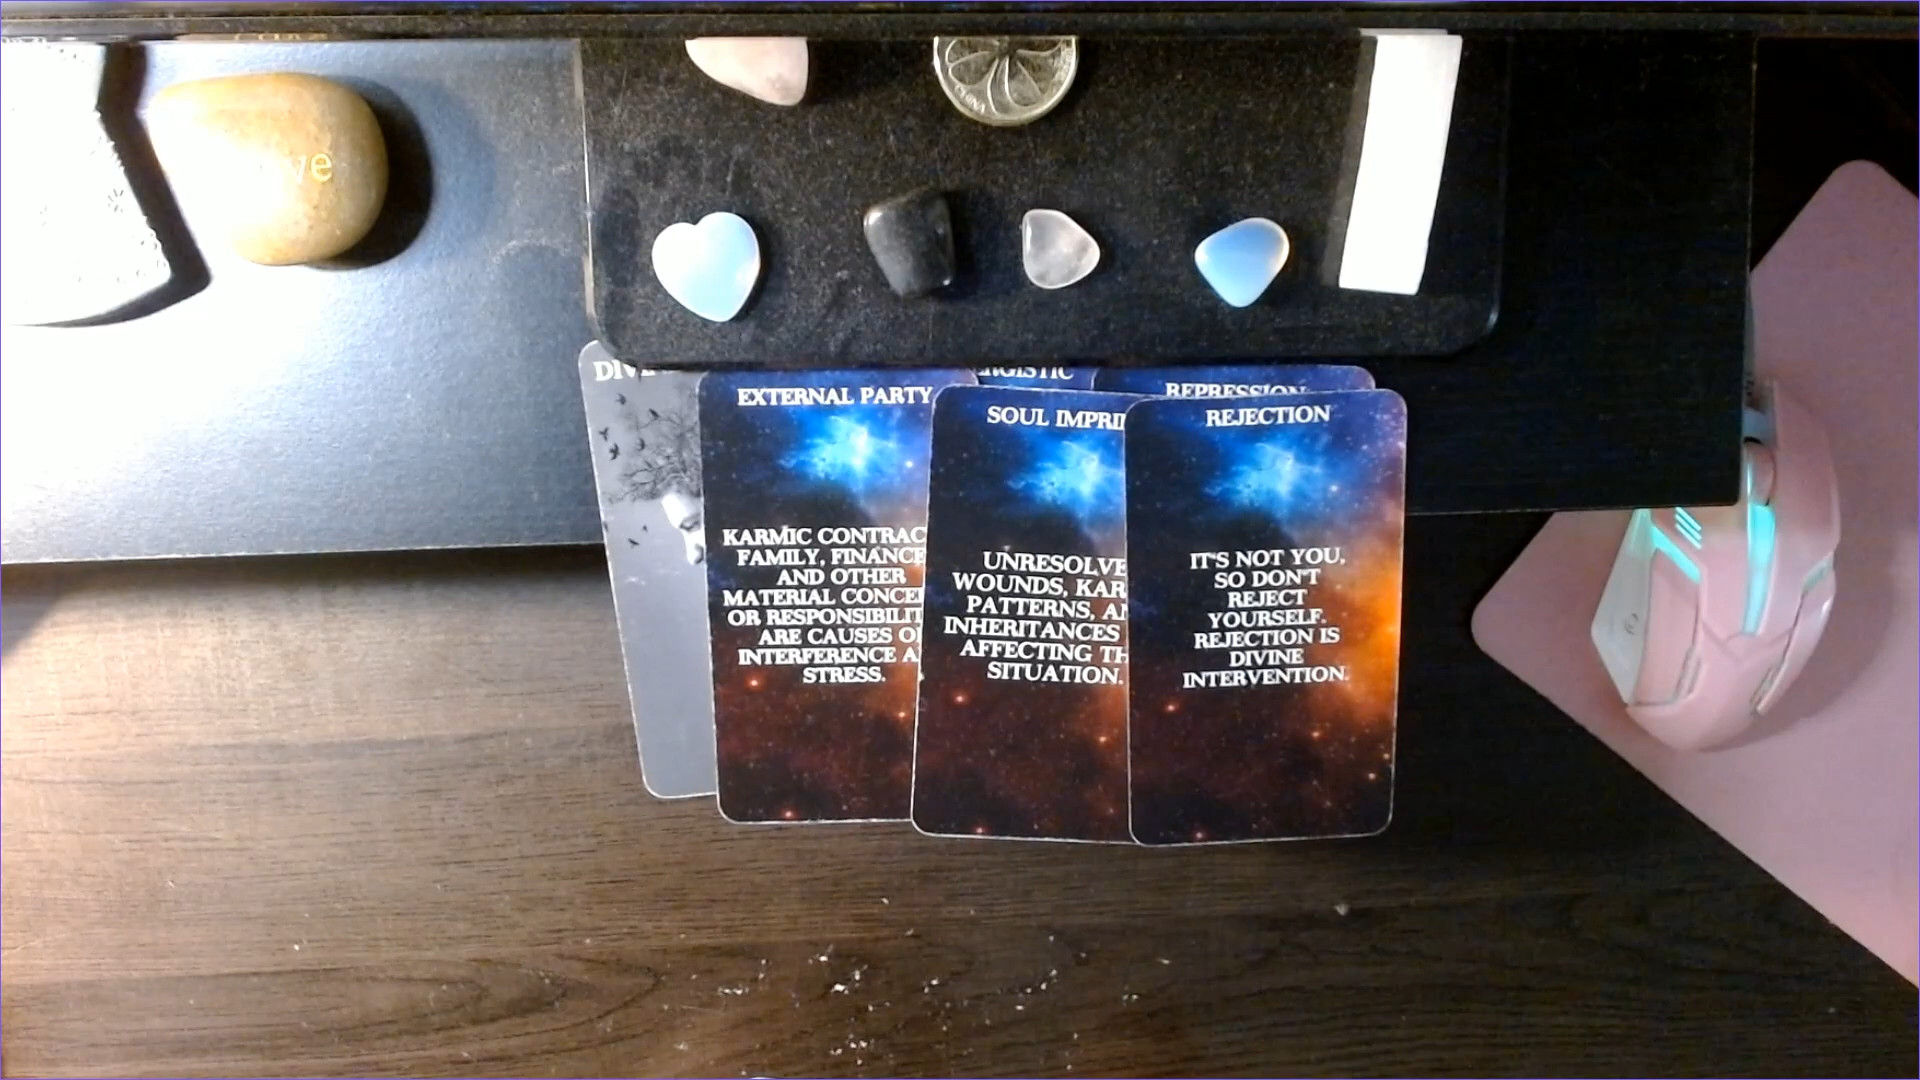 CHINA
REPRESSION
EXTERNAL PARTY
SOUL IMPRI
REJECTION
KARMIC CONTRAC
FAMILY, FINANCE
AND OTHER
MATERIAL CONCE
OR RESPONSIBILIT
ARE CAUSES O
INTERFERENCE A
STRESS.
UNRESOLVE
WOUNDS, KAR
PATTERNS, A
INHERITANCES
AFFECTING TH
SITUATION.
IT'S NOT YOU,
SO DON'T
REJECT
YOURSELF.
REJECTION IS
DIVINE
INTERVENTION.